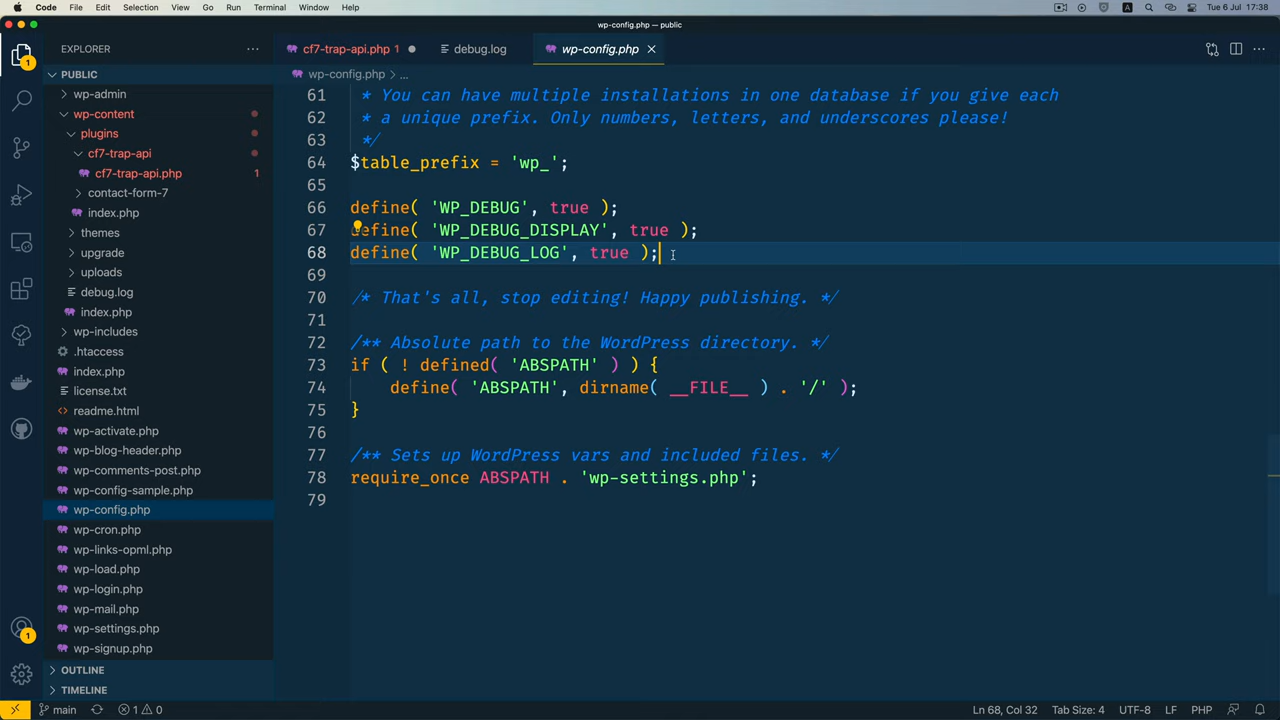 Code File Edit Selection View Go Run Terminal Window Help
A Tue 6 Jul 17:38
wp-config.php — public
EXPLORER
cf7-trap-api.php 1
debug.log
wp-config.php
PUBLIC
wp-admin
wp-content
plugins
cf7-trap-api
cf7-trap-api.php 1
contact-form-7
index.php
themes
upgrade
uploads
debug.log
index.php
wp-includes
.htaccess
index.php
license.txt
readme.html
wp-activate.php
wp-blog-header.php
wp-comments-post.php
wp-config-sample.php
wp-config.php
wp-cron.php
wp-links-opml.php
wp-load.php
wp-login.php
wp-mail.php
wp-settings.php
wp-signup.php
OUTLINE
TIMELINE
1
1
wp-config.php > ...
61 * You can have multiple installations in one database if you give each
62 * a unique prefix. Only numbers, letters, and underscores please!
63 */
64 $table_prefix = 'wp_';
65
66 define( 'WP_DEBUG', true );
67 define( 'WP_DEBUG_DISPLAY', true );
68 define( 'WP_DEBUG_LOG', true );
69
70 /* That's all, stop editing! Happy publishing. */
71
72 /** Absolute path to the WordPress directory. */
73 if ( ! defined( 'ABSPATH' ) ) {
74 define( 'ABSPATH', dirname( __FILE__ ) . '/' );
75 }
76
77 /** Sets up WordPress vars and included files. */
78 require_once ABSPATH . 'wp-settings.php';
79
main 1 0
Ln 68, Col 32 Tab Size: 4 UTF-8 LF PHP